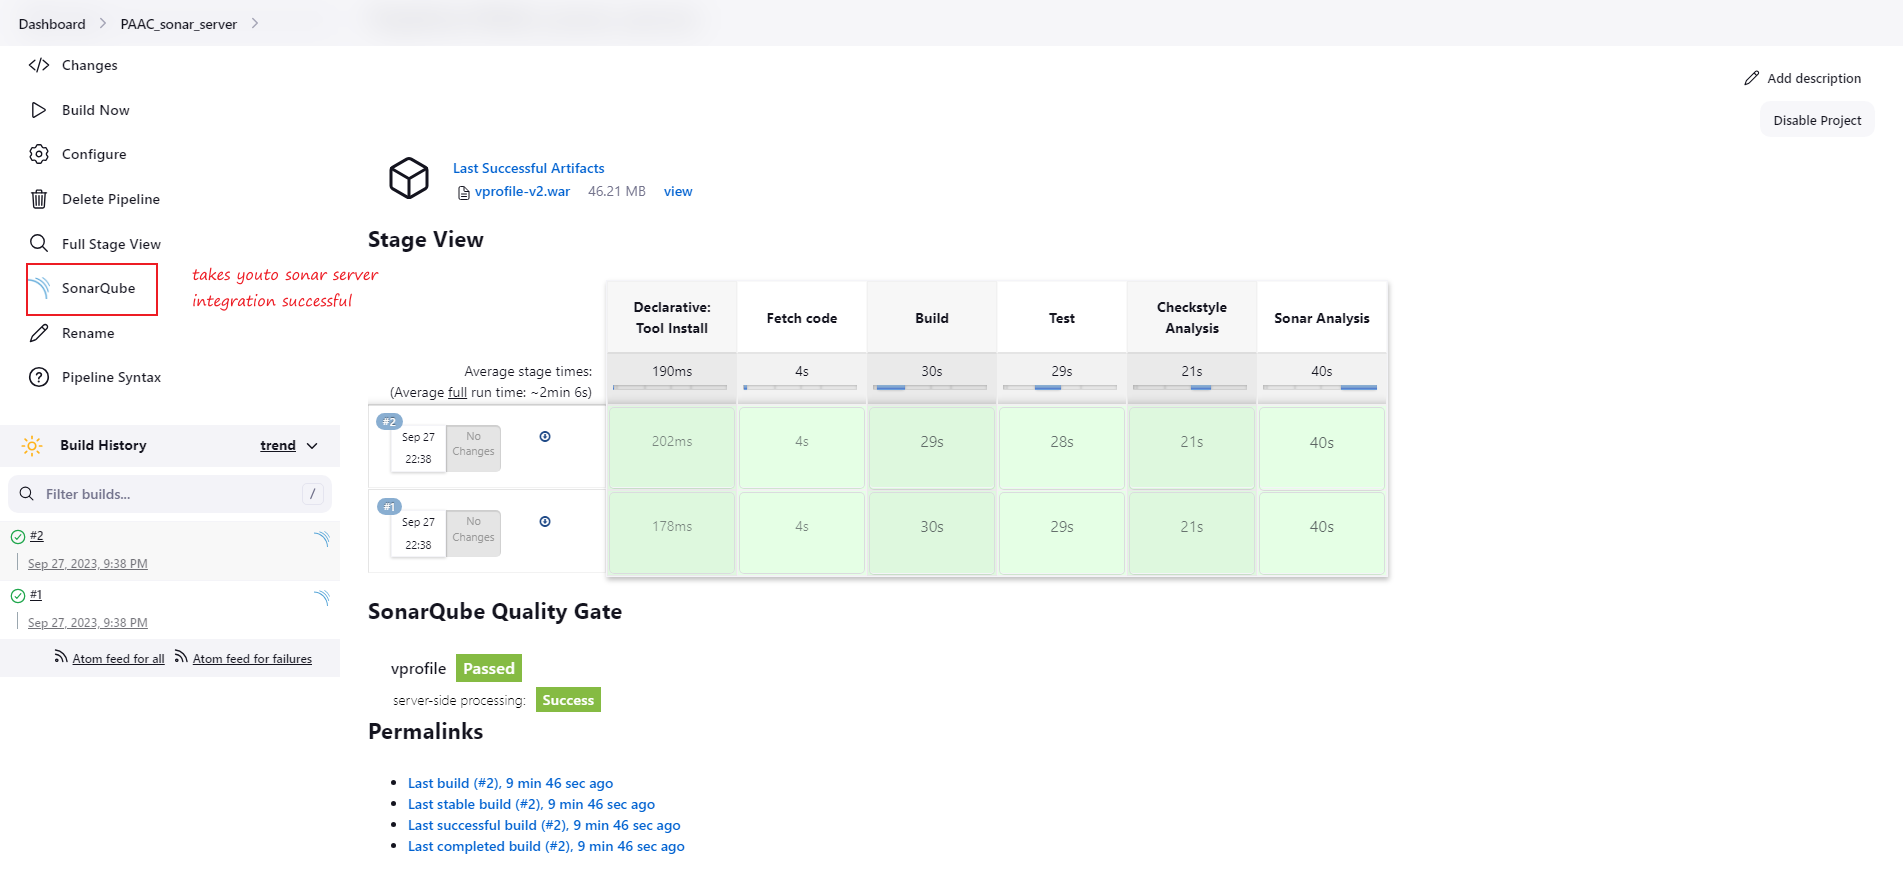 Dashboard
PAAC_sonar_server
Changes
Build Now
Configure
Delete Pipeline
Full Stage View
SonarQube
Rename
Pipeline Syntax
takes youto sonar server
integration successful
Build History
trend
Filter builds...
/
#2
Sep 27, 2023, 9:38 PM
#1
Sep 27, 2023, 9:38 PM
Atom feed for all
Atom feed for failures
Add description
Disable Project
Last Successful Artifacts
vprofile-v2.war 46.21 MB view
Stage View
Declarative:
Tool Install
Fetch code
Build
Test
Checkstyle
Analysis
Sonar Analysis
Average stage times:
(Average full run time: ~2min 6s)
190ms 4s 30s 29s 21s 40s
#2
Sep 27
22:38
No
Changes
202ms 4s 29s 28s 21s 40s
#1
Sep 27
22:38
No
Changes
178ms 4s 30s 29s 21s 40s
SonarQube Quality Gate
vprofile Passed
server-side processing: Success
Permalinks
Last build (#2), 9 min 46 sec ago
Last stable build (#2), 9 min 46 sec ago
Last successful build (#2), 9 min 46 sec ago
Last completed build (#2), 9 min 46 sec ago